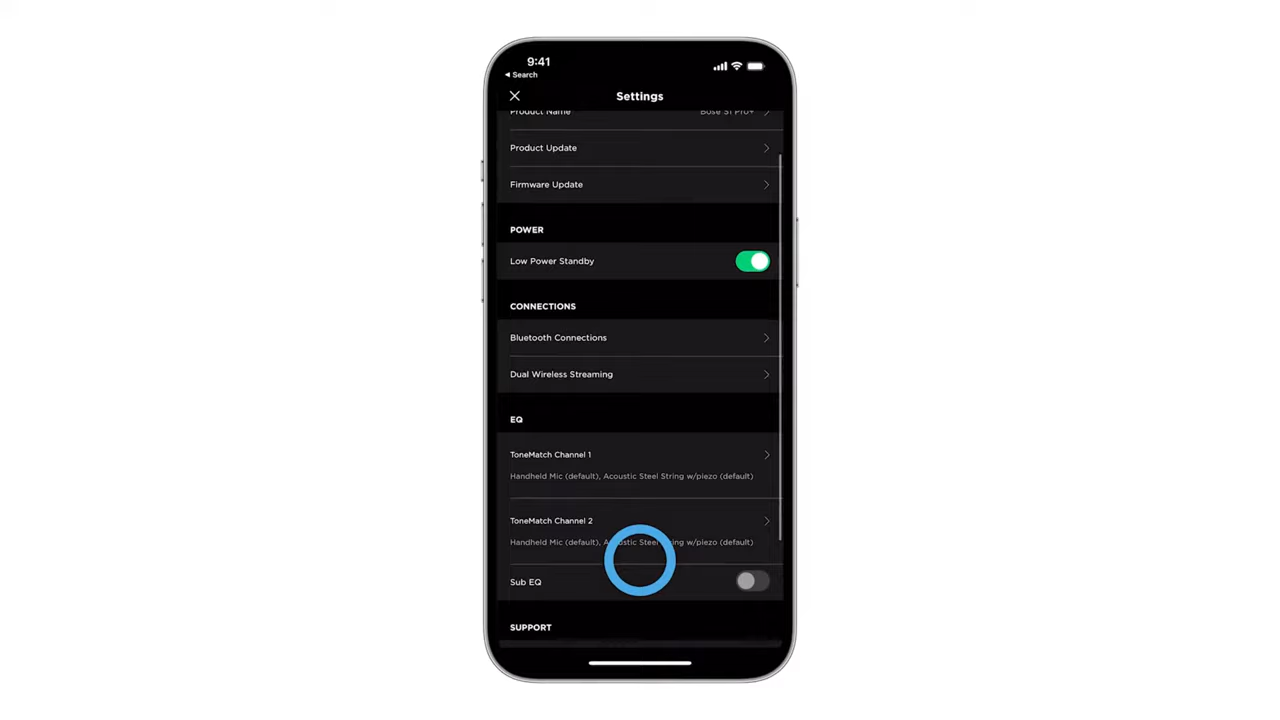 9:41
Search
Settings
Product Name
Bose S1 Pro+
Product Update
Firmware Update
POWER
Low Power Standby
CONNECTIONS
Bluetooth Connections
Dual Wireless Streaming
EQ
ToneMatch Channel 1
Handheld Mic (default), Acoustic Steel String w/piezo (default)
ToneMatch Channel 2
Handheld Mic (default), Acoustic Steel String w/piezo (default)
Sub EQ
SUPPORT